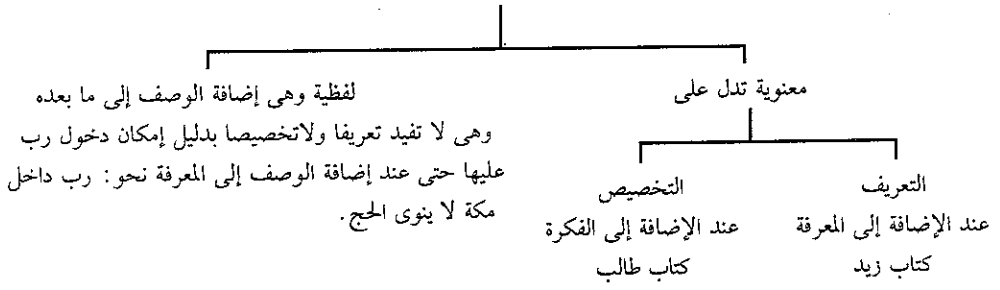 معنوية تدل على
التعريف
عند الإضافة إلى المعرفة
كتاب زيد
التخصيص
عند الإضافة إلى الفكرة
كتاب طالب
لفظية وهى إضافة الوصف إلى ما بعده
وهى لا تفيد تعريفا ولاتخصيصا بدليل إمكان دخول رب
عليها حتى عند إضافة الوصف إلى المعرفة نحو: رب داخل
مكة لا ينوى الحج.